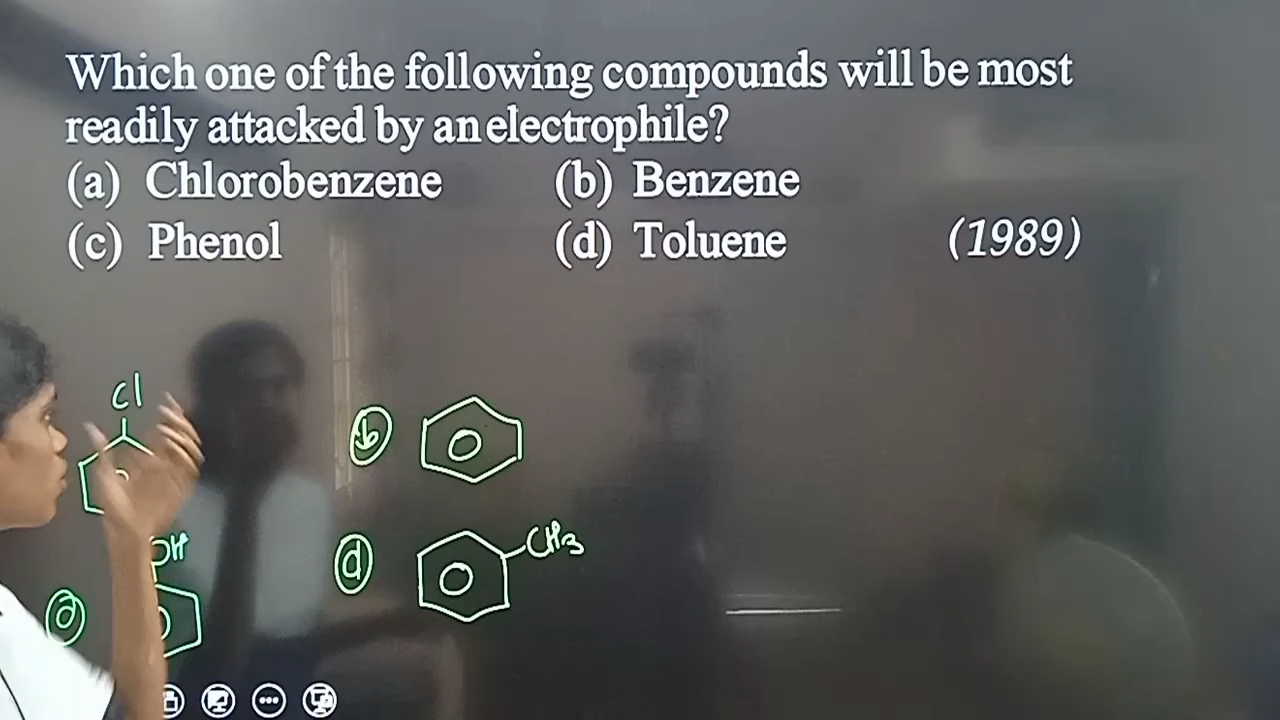 Which one of the following compounds will be most
readily attacked by an electrophile?
(a) Chlorobenzene (b) Benzene
(c) Phenol (d) Toluene (1989)
Cl
b
CH3
OH
d